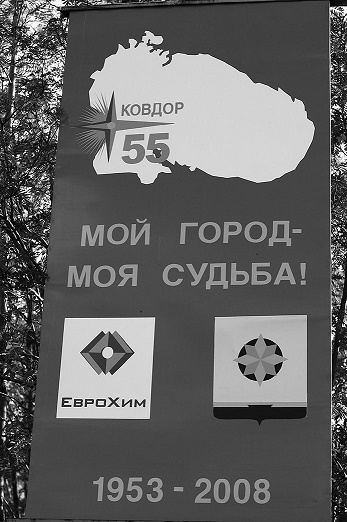 КОВДОР
55
МОЙ ГОРОД-
МОЯ СУДЬБА!
ЕВРОХИМ
1953 - 2008